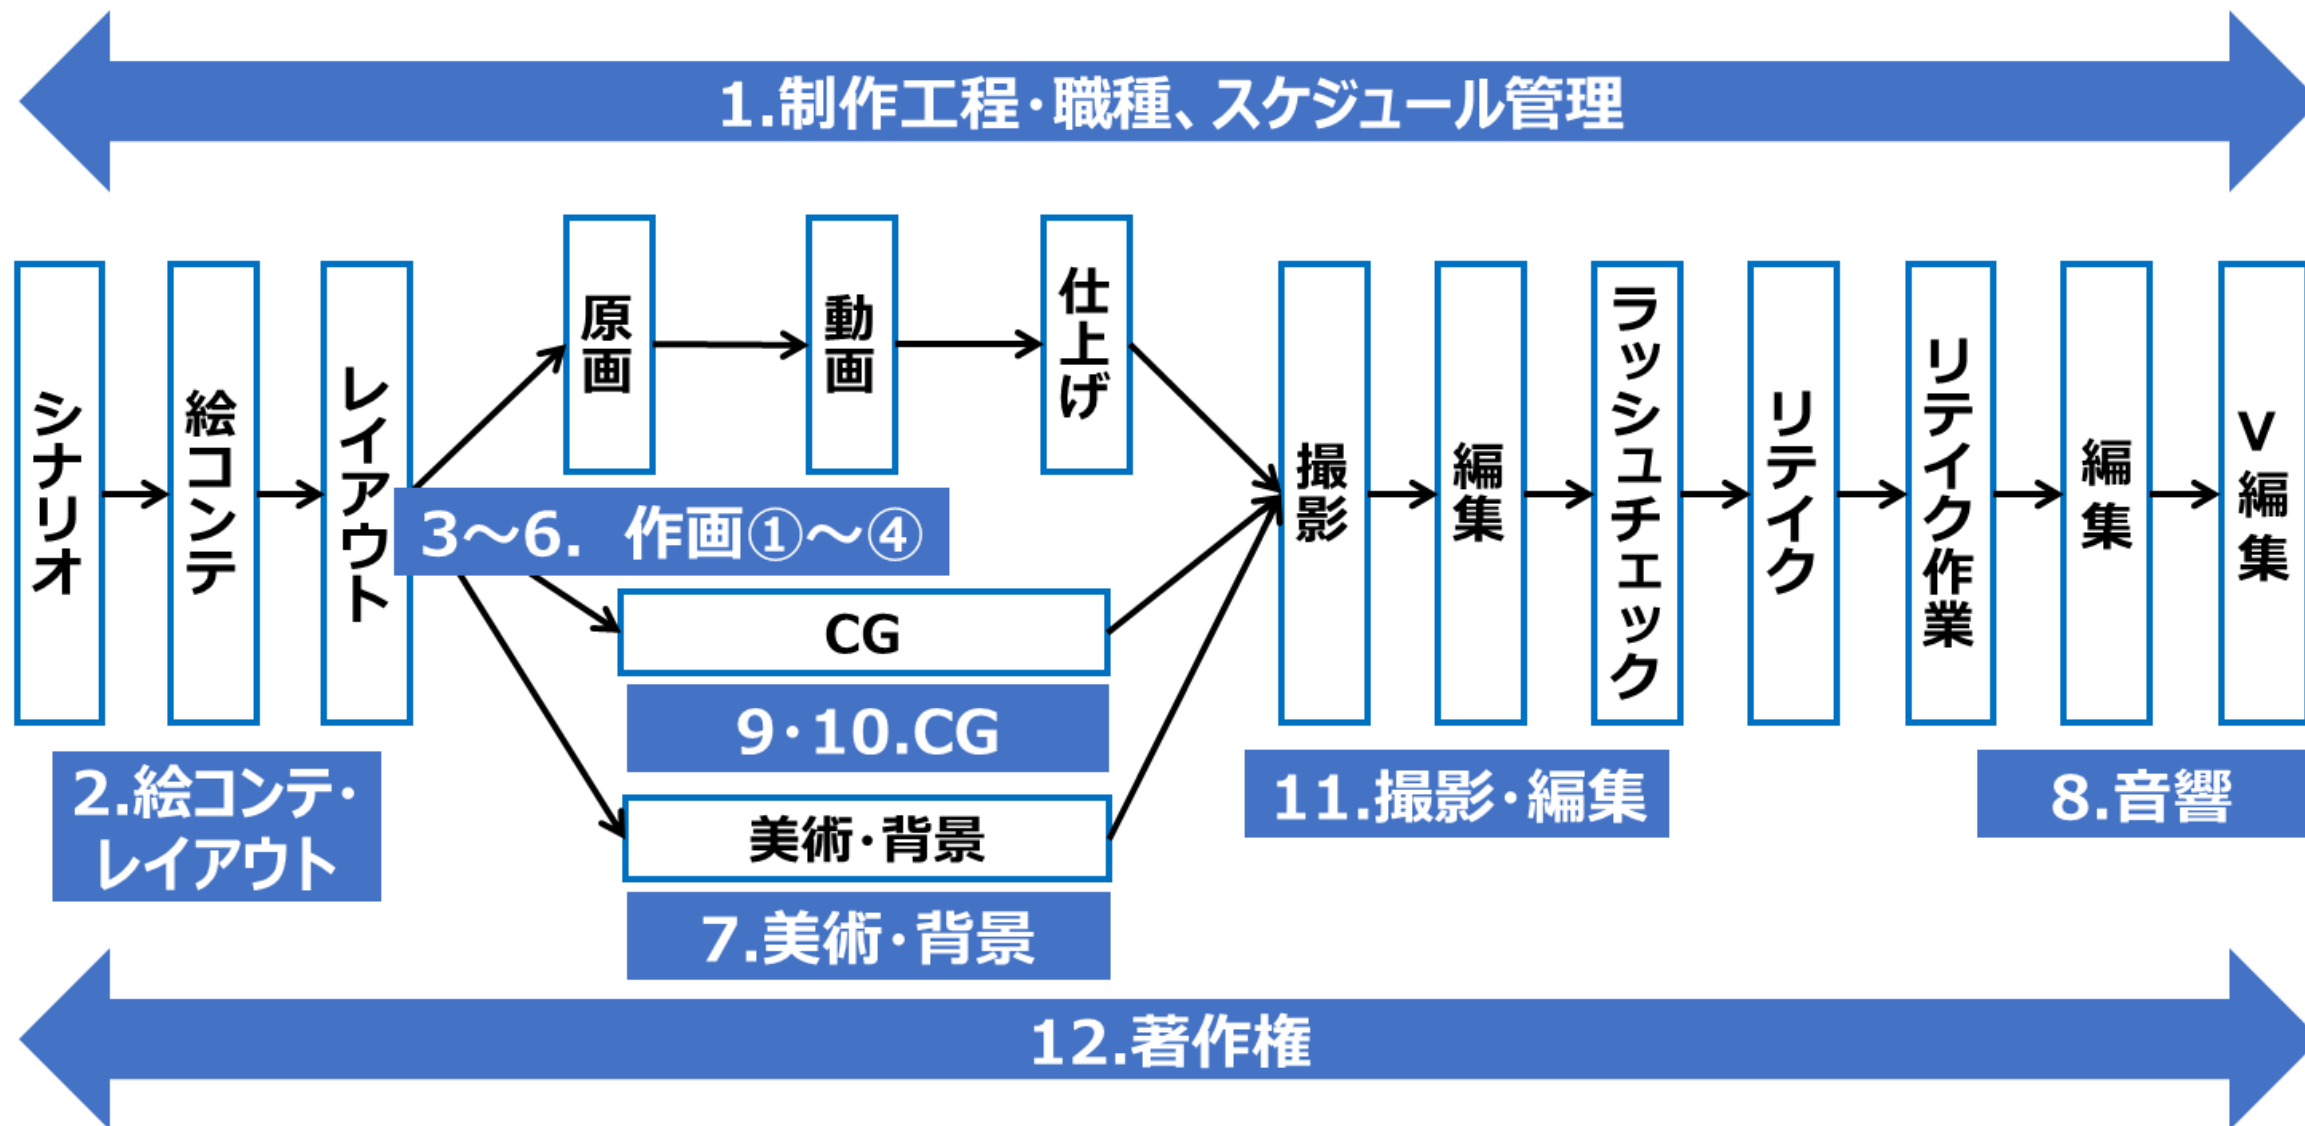 1.制作工程･職種、スケジュール管理
シナリオ
絵コンテ
レイアウト
原画
動画
仕上げ
3～6. 作画①～④
CG
9･10.CG
美術･背景
7.美術･背景
撮影
編集
ラッシュチェック
リテイク
リテイク作業
編集
V編集
2.絵コンテ･
レイアウト
11.撮影･編集
8.音響
12.著作権